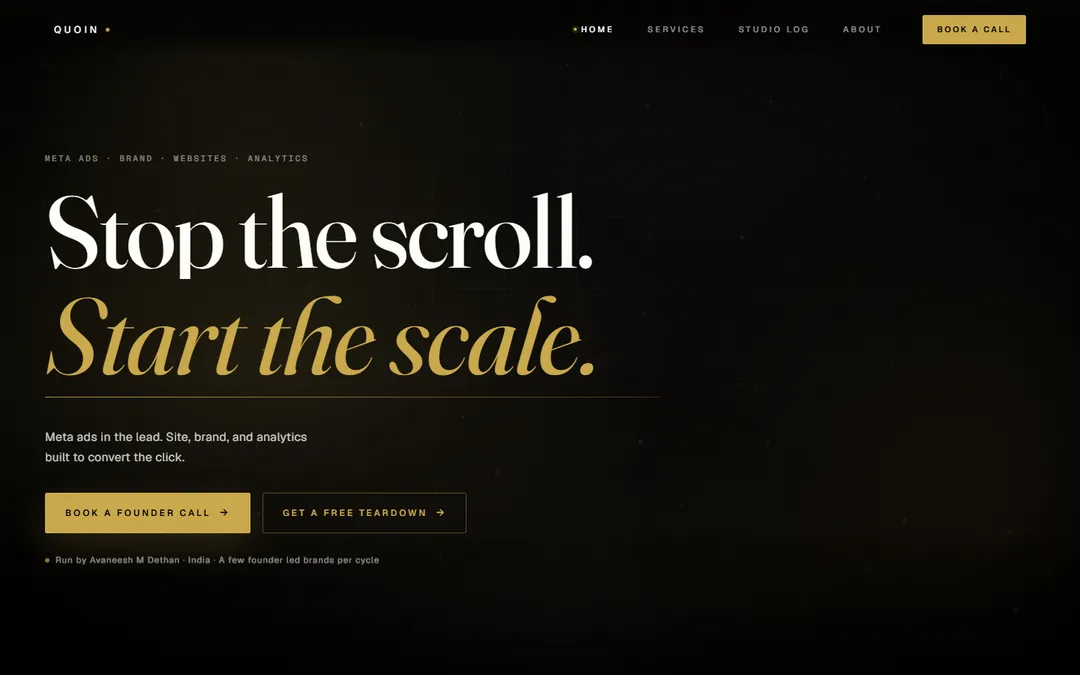 QUOIN
HOME SERVICES STUDIO LOG ABOUT BOOK A CALL
META ADS · BRAND · WEBSITES · ANALYTICS
Stop the scroll.
Start the scale.
Meta ads in the lead. Site, brand, and analytics
built to convert the click.
BOOK A FOUNDER CALL → GET A FREE TEARDOWN →
Run by Avaneesh M Dethan · India · A few founder led brands per cycle